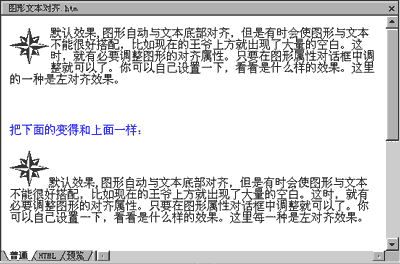 图形文本对齐.htm
默认效果,图形自动与文本底部对齐，但是有时会使图形与文本
不能很好搭配，比如现在的王爷上方就出现了大量的空白。这
时，就有必要调整图形的对齐属性。只要在图形属性对话框中调
整就可以了。你可以自己设置一下，看看是什么样的效果。这里
的一种是左对齐效果。
把下面的变得和上面一样：
默认效果,图形自动与文本底部对齐，但是有时会使图形与文本
不能很好搭配，比如现在的王爷上方就出现了大量的空白。这时，就有
必要调整图形的对齐属性。只要在图形属性对话框中调整就可以了。你
可以自己设置一下，看看是什么样的效果。这里每一种是左对齐效果。
普通 HTML 预览